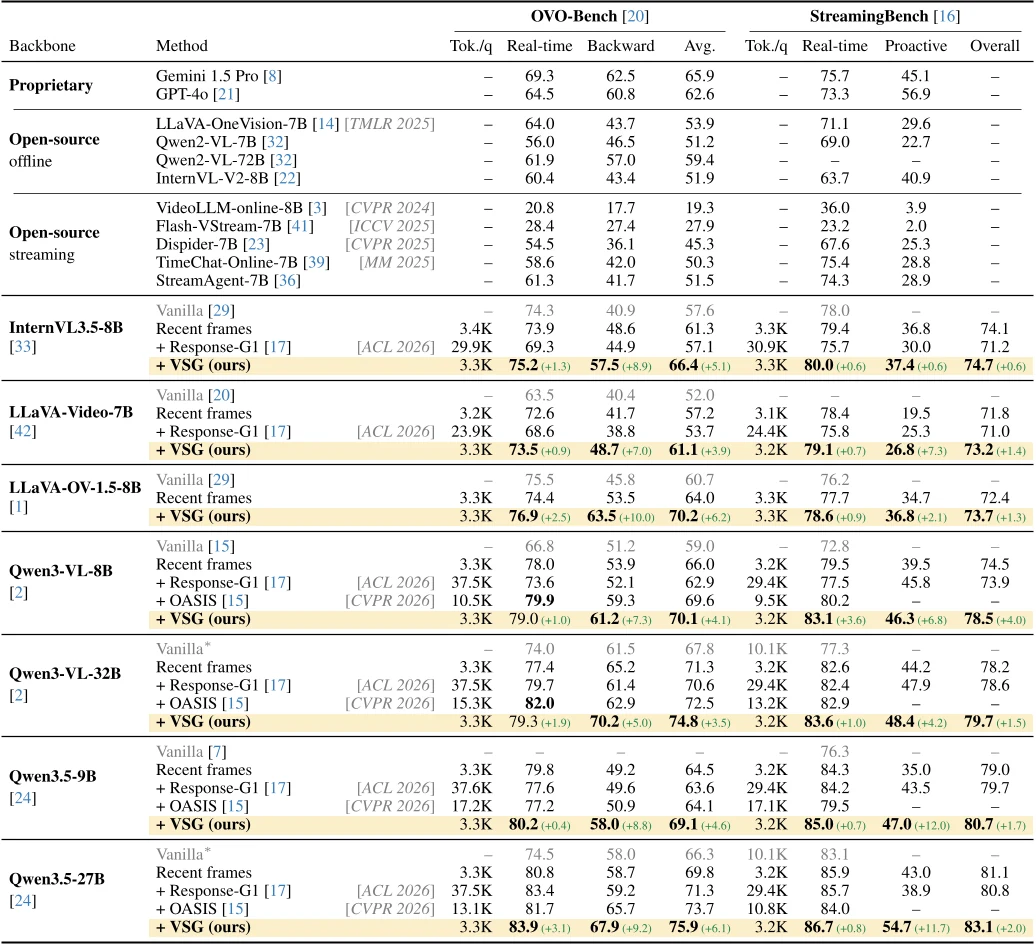 OVO-Bench [20] StreamingBench [16]
Backbone Method Tok./q Real-time Backward Avg. Tok./q Real-time Proactive Overall
Proprietary
Gemini 1.5 Pro [8] – 69.3 62.5 65.9 – 75.7 45.1 –
GPT-4o [21] – 64.5 60.8 62.6 – 73.3 56.9 –
Open-source
offline
LLaVA-OneVision-7B [14] [TMLR 2025] – 64.0 43.7 53.9 – 71.1 29.6 –
Qwen2-VL-7B [32] – 56.0 46.5 51.2 – 69.0 22.7 –
Qwen2-VL-72B [32] – 61.9 57.0 59.4 – – – –
InternVL-V2-8B [22] – 60.4 43.4 51.9 – 63.7 40.9 –
Open-source
streaming
VideoLLM-online-8B [3] [CVPR 2024] – 20.8 17.7 19.3 – 36.0 3.9 –
Flash-VStream-7B [41] [ICCV 2025] – 28.4 27.4 27.9 – 23.2 2.0 –
Dispider-7B [23] [CVPR 2025] – 54.5 36.1 45.3 – 67.6 25.3 –
TimeChat-Online-7B [39] [MM 2025] – 58.6 42.0 50.3 – 75.4 28.8 –
StreamAgent-7B [36] – 61.3 41.7 51.5 – 74.3 28.9 –
InternVL3.5-8B
[33]
Vanilla [29] – 74.3 40.9 57.6 – 78.0 – –
Recent frames 3.4K 73.9 48.6 61.3 3.3K 79.4 36.8 74.1
+ Response-G1 [17] [ACL 2026] 29.9K 69.3 44.9 57.1 30.9K 75.7 30.0 71.2
+ VSG (ours) 3.3K 75.2 (+1.3) 57.5 (+8.9) 66.4 (+5.1) 3.3K 80.0 (+0.6) 37.4 (+0.6) 74.7 (+0.6)
LLaVA-Video-7B
[42]
Vanilla [20] – 63.5 40.4 52.0 – – – –
Recent frames 3.2K 72.6 41.7 57.2 3.1K 78.4 19.5 71.8
+ Response-G1 [17] [ACL 2026] 23.9K 68.6 38.8 53.7 24.4K 75.8 25.3 71.0
+ VSG (ours) 3.3K 73.5 (+0.9) 48.7 (+7.0) 61.1 (+3.9) 3.2K 79.1 (+0.7) 26.8 (+7.3) 73.2 (+1.4)
LLaVA-OV-1.5-8B
[1]
Vanilla [29] – 75.5 45.8 60.7 – 76.2 – –
Recent frames 3.3K 74.4 53.5 64.0 3.3K 77.7 34.7 72.4
+ VSG (ours) 3.3K 76.9 (+2.5) 63.5 (+10.0) 70.2 (+6.2) 3.3K 78.6 (+0.9) 36.8 (+2.1) 73.7 (+1.3)
Qwen3-VL-8B
[2]
Vanilla [15] – 66.8 51.2 59.0 – 72.8 – –
Recent frames 3.3K 78.0 53.9 66.0 3.2K 79.5 39.5 74.5
+ Response-G1 [17] [ACL 2026] 37.5K 73.6 52.1 62.9 29.4K 77.5 45.8 73.9
+ OASIS [15] [CVPR 2026] 10.5K 79.9 59.3 69.6 9.5K 80.2 – –
+ VSG (ours) 3.3K 79.0 (+1.0) 61.2 (+7.3) 70.1 (+4.1) 3.2K 83.1 (+3.6) 46.3 (+6.8) 78.5 (+4.0)
Qwen3-VL-32B
[2]
Vanilla* – 74.0 61.5 67.8 10.1K 77.3 – –
Recent frames 3.3K 77.4 65.2 71.3 3.2K 82.6 44.2 78.2
+ Response-G1 [17] [ACL 2026] 37.5K 79.7 61.4 70.6 29.4K 82.4 47.9 78.6
+ OASIS [15] [CVPR 2026] 15.3K 82.0 62.9 72.5 13.2K 82.9 – –
+ VSG (ours) 3.3K 79.3 (+1.9) 70.2 (+5.0) 74.8 (+3.5) 3.2K 83.6 (+1.0) 48.4 (+4.2) 79.7 (+1.5)
Qwen3.5-9B
[24]
Vanilla [7] – – – – – 76.3 – –
Recent frames 3.3K 79.8 49.2 64.5 3.2K 84.3 35.0 79.0
+ Response-G1 [17] [ACL 2026] 37.6K 77.6 49.6 63.6 29.4K 84.2 43.5 79.7
+ OASIS [15] [CVPR 2026] 17.2K 77.2 50.9 64.1 17.1K 79.5 – –
+ VSG (ours) 3.3K 80.2 (+0.4) 58.0 (+8.8) 69.1 (+4.6) 3.2K 85.0 (+0.7) 47.0 (+12.0) 80.7 (+1.7)
Qwen3.5-27B
[24]
Vanilla* – 74.5 58.0 66.3 10.1K 83.1 – –
Recent frames 3.3K 80.8 58.7 69.8 3.2K 85.9 43.0 81.1
+ Response-G1 [17] [ACL 2026] 37.5K 83.4 59.2 71.3 29.4K 85.7 38.9 80.8
+ OASIS [15] [CVPR 2026] 13.1K 81.7 65.7 73.7 10.8K 84.0 – –
+ VSG (ours) 3.3K 83.9 (+3.1) 67.9 (+9.2) 75.9 (+6.1) 3.2K 86.7 (+0.8) 54.7 (+11.7) 83.1 (+2.0)